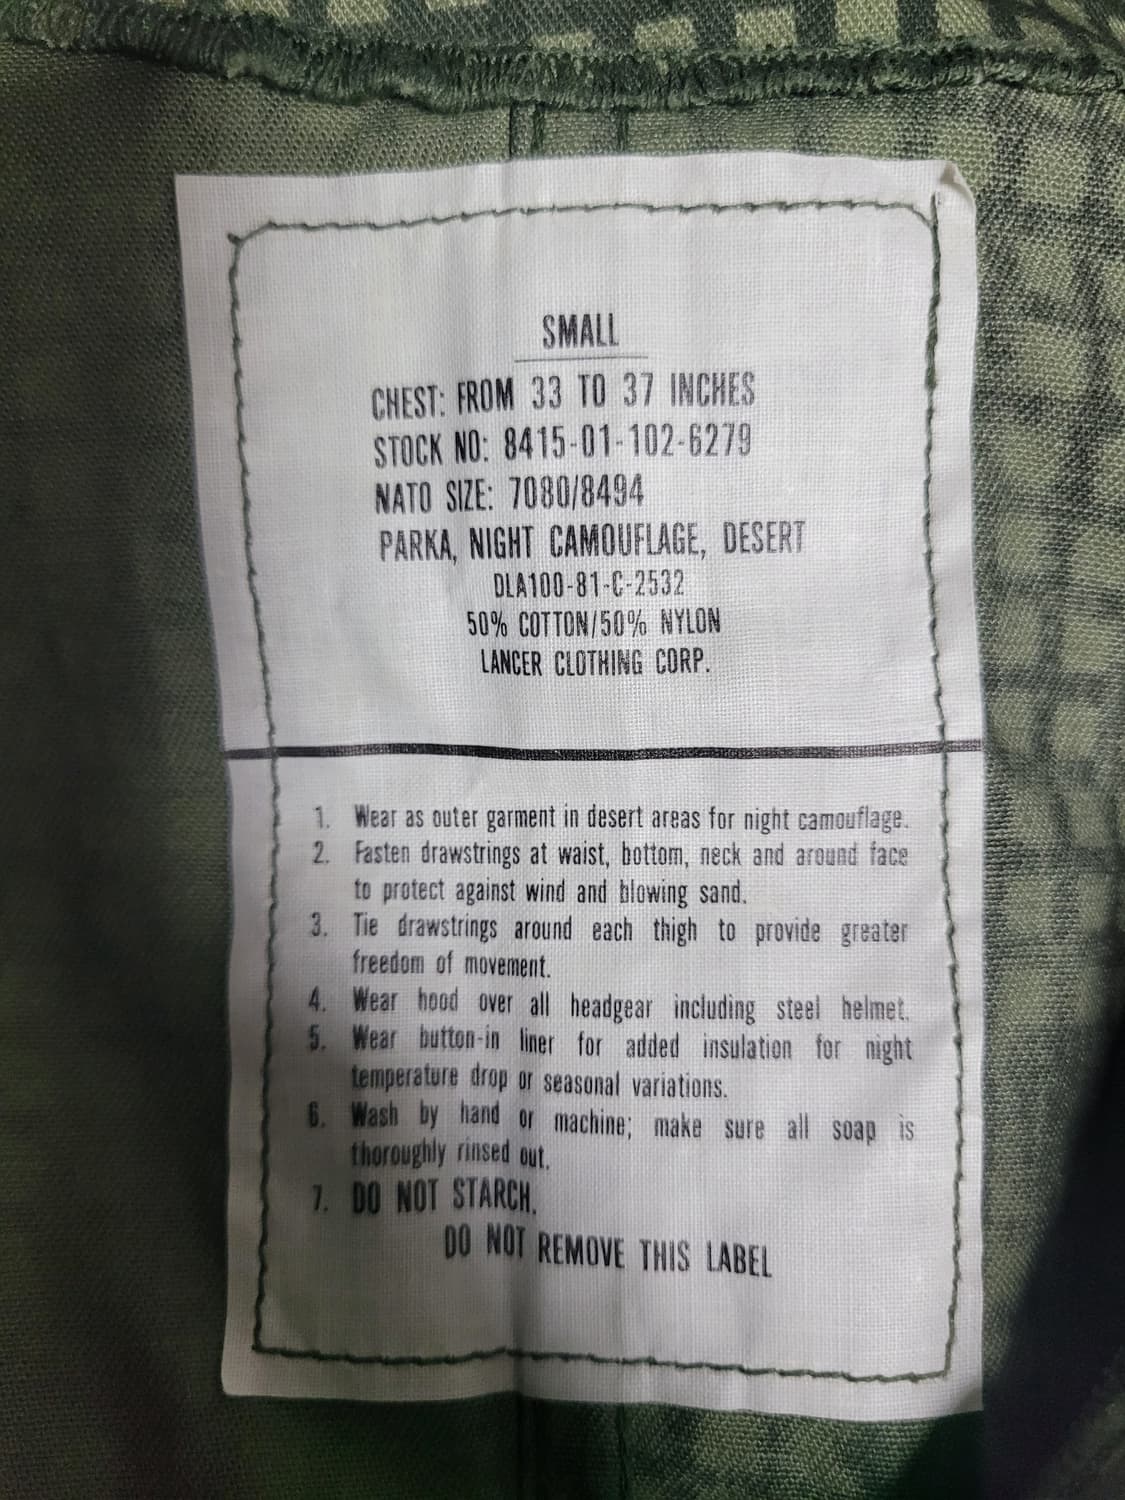 SMALL
CHEST: FROM 33 TO 37 INCHES
STOCK NO: 8415-01-102-6279
NATO SIZE: 7080/8494
PARKA, NIGHT CAMOUFLAGE, DESERT
DLA100-81-C-2532
50% COTTON/50% NYLON
LANCER CLOTHING CORP.
1. Wear as outer garment in desert areas for night camouflage.
2. Fasten drawstrings at waist, bottom, neck and around face
to protect against wind and blowing sand.
3. Tie drawstrings around each thigh to provide greater
freedom of movement.
4. Wear hood over all headgear including steel helmet.
5. Wear button-in liner for added insulation for night
temperature drop or seasonal variations.
6. Wash by hand or machine; make sure all soap is
thoroughly rinsed out.
7. DO NOT STARCH.
DO NOT REMOVE THIS LABEL